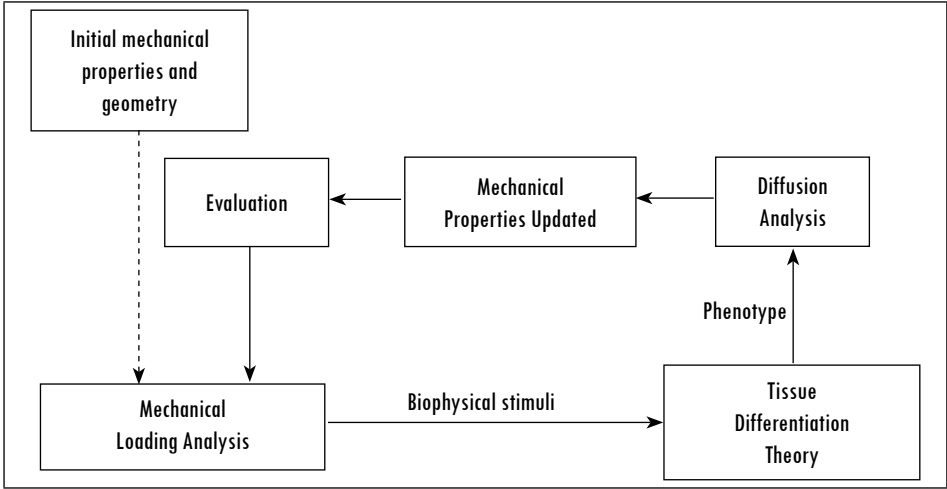 Initial mechanical
properties and
geometry
Evaluation
Mechanical
Properties Updated
Diffusion
Analysis
Phenotype
Mechanical
Loading Analysis
Biophysical stimuli
Tissue
Differentiation
Theory